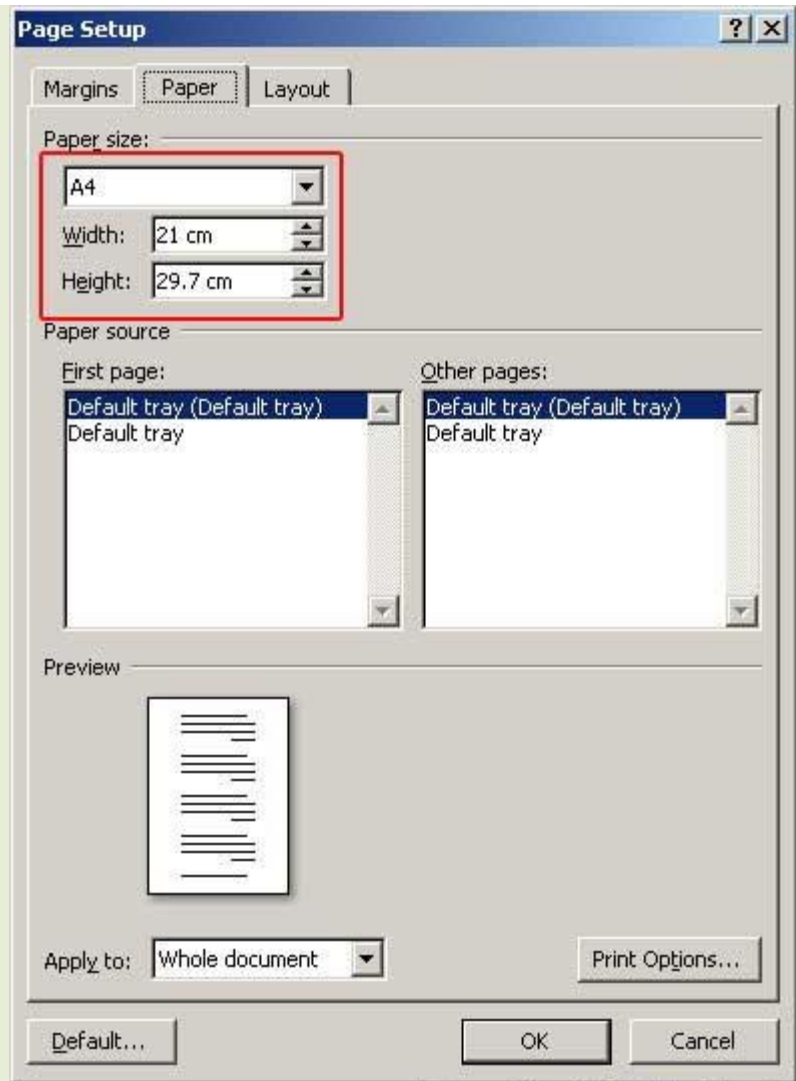 Page Setup
Margins Paper Layout
Paper size:
A4
Width: 21 cm
Height: 29.7 cm
Paper source
First page: Other pages:
Default tray (Default tray) Default tray (Default tray)
Default tray Default tray
Preview
Apply to: Whole document Print Options...
Default... OK Cancel